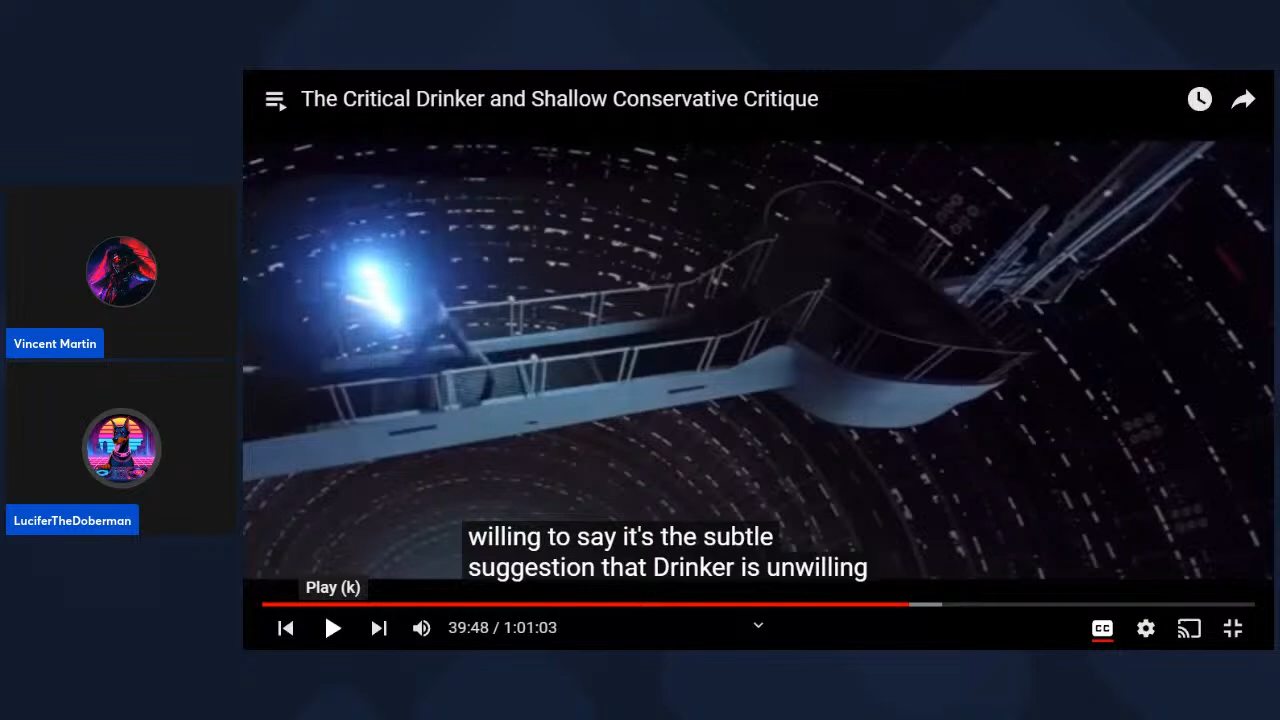 The Critical Drinker and Shallow Conservative Critique
Vincent Martin
LuciferTheDoberman
willing to say it's the subtle
suggestion that Drinker is unwilling
Play (k)
39:48 / 1:01:03
CC